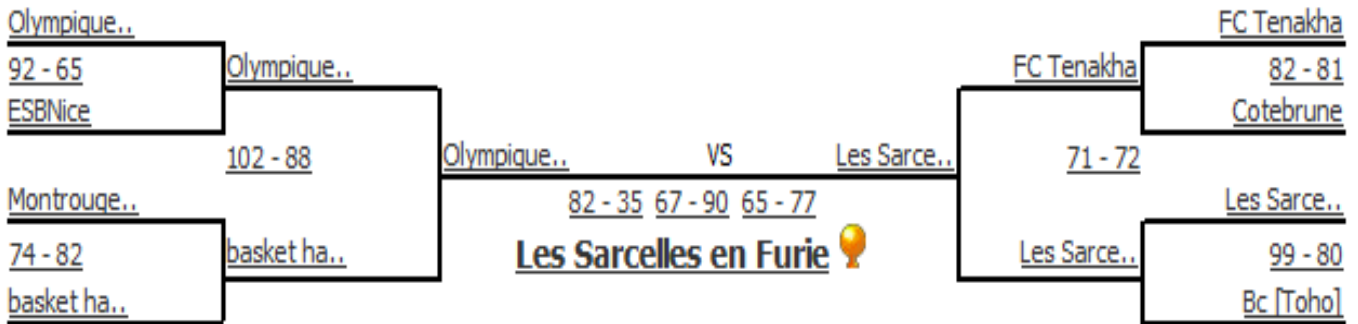 Olympique..
92 - 65
ESBNice
Olympique..
102 - 88
Montrouge..
74 - 82
basket ha..
basket ha..
Olympique.. VS Les Sarce..
82 - 35 67 - 90 65 - 77
Les Sarcelles en Furie
FC Tenakha
71 - 72
Les Sarce..
FC Tenakha
82 - 81
Cotebrune
Les Sarce..
99 - 80
Bc [Toho]